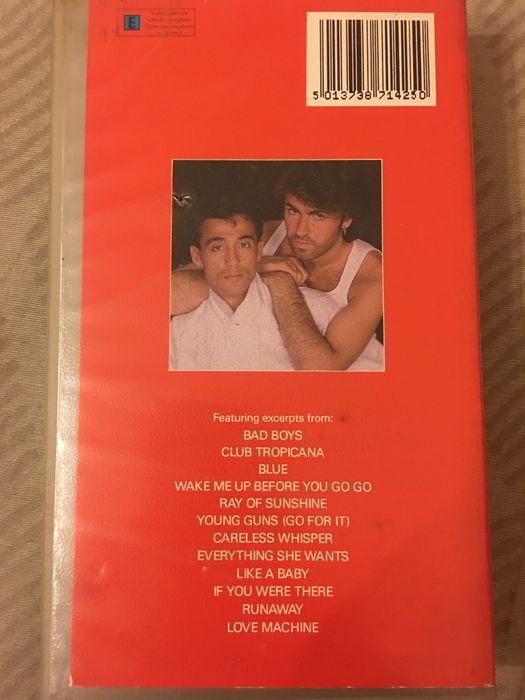 E
5 013738 714250
Featuring excerpts from:
BAD BOYS
CLUB TROPICANA
BLUE
WAKE ME UP BEFORE YOU GO GO
RAY OF SUNSHINE
YOUNG GUNS (GO FOR IT)
CARELESS WHISPER
EVERYTHING SHE WANTS
LIKE A BABY
IF YOU WERE THERE
RUNAWAY
LOVE MACHINE